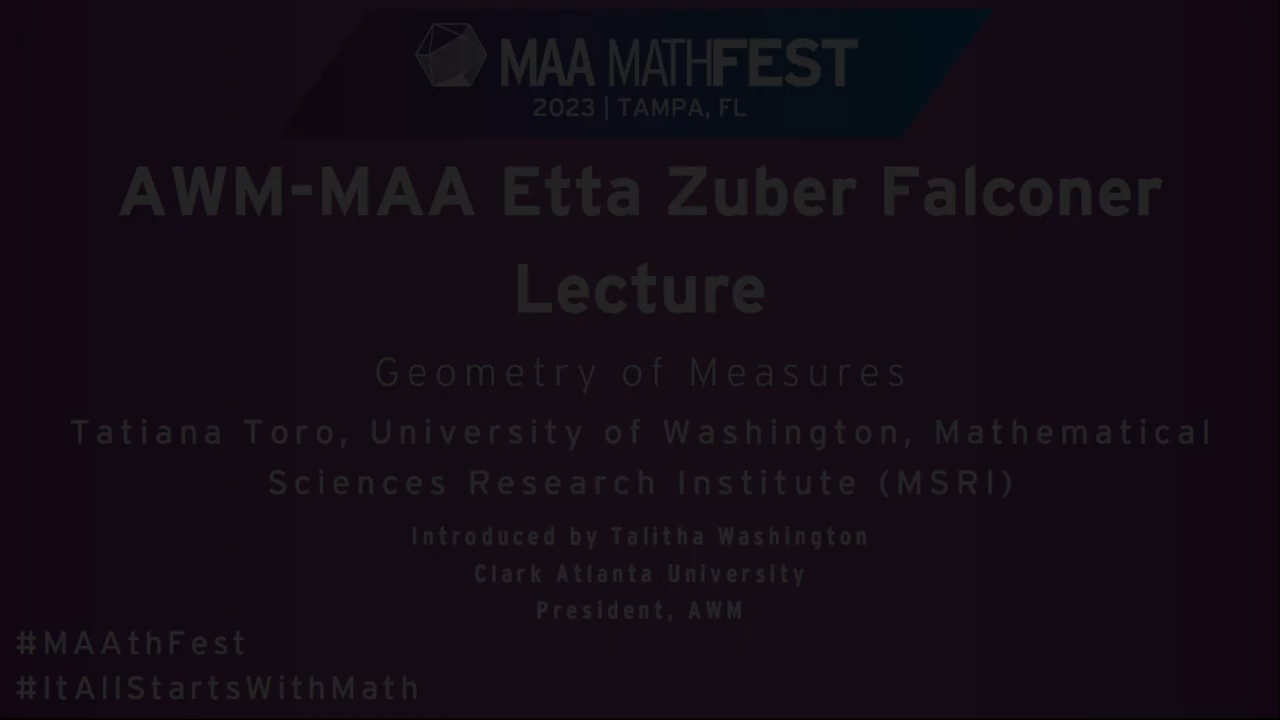 MAA MATHFEST
2023 | TAMPA, FL
AWM-MAA Etta Zuber Falconer
Lecture
Geometry of Measures
Tatiana Toro, University of Washington, Mathematical
Sciences Research Institute (MSRI)
Introduced by Talitha Washington
Clark Atlanta University
President, AWM
#MAAthFest
#ItAllStartsWithMath